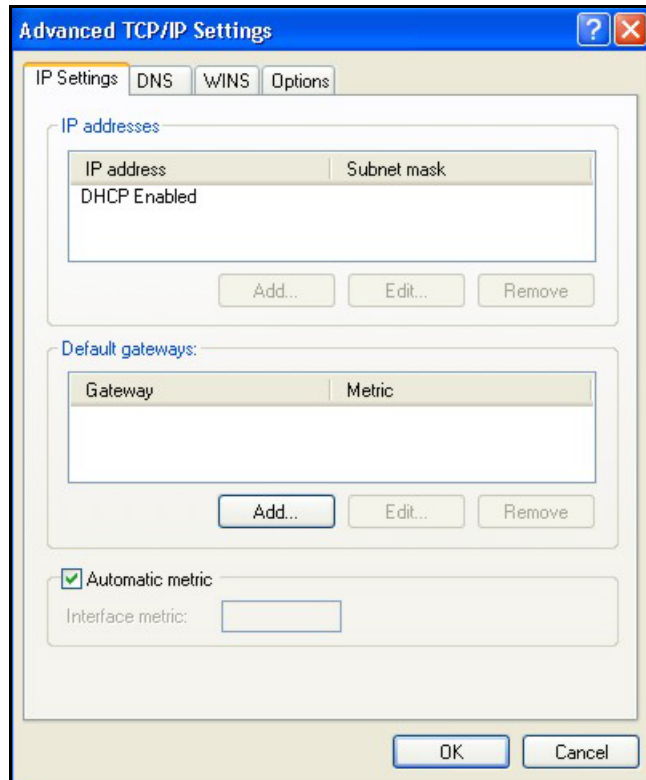 Advanced TCP/IP Settings
IP Settings DNS WINS Options
IP addresses
IP address Subnet mask
DHCP Enabled
Add... Edit... Remove
Default gateways:
Gateway Metric
Add... Edit... Remove
Automatic metric
Interface metric:
OK Cancel